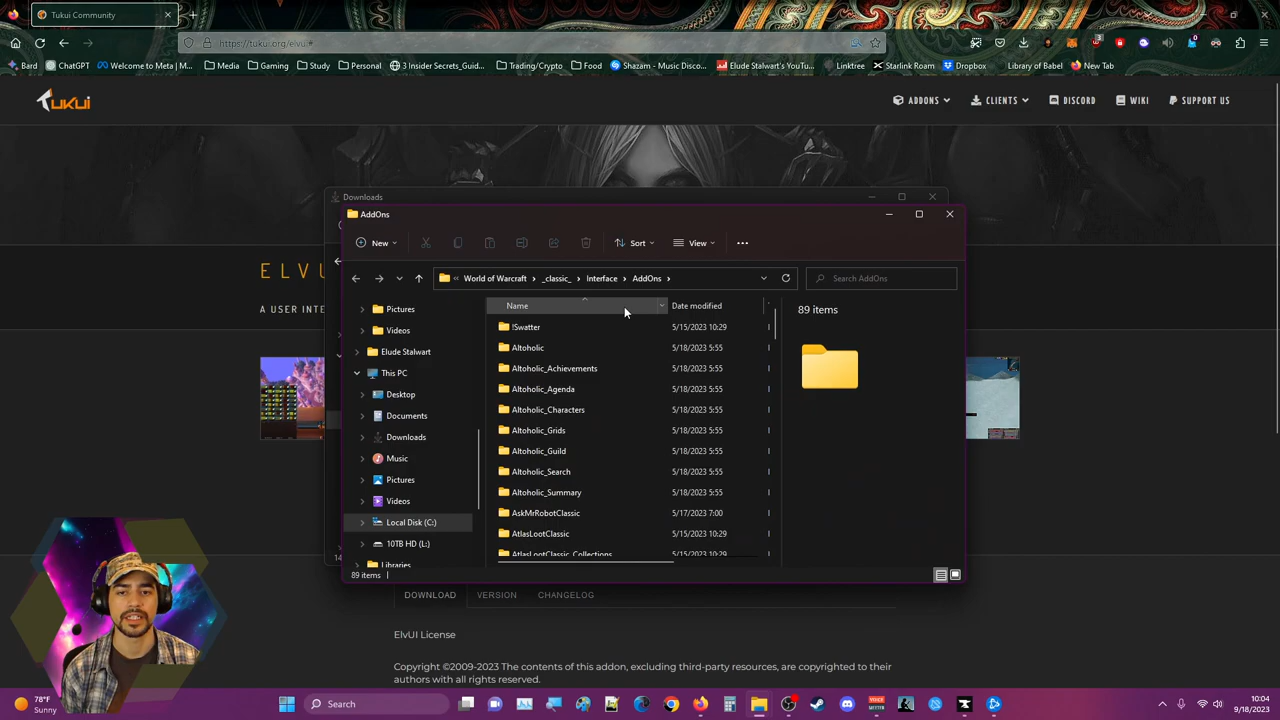 Tukui Community
https://tukui.org/elvui#
Bard
ChatGPT
Welcome to Meta | M...
Media
Gaming
Study
Personal
3 Insider Secrets_Guid...
Trading/Crypto
Food
Shazam - Music Disco...
Elude Stalwart's YouTu...
Linktree
Starlink Roam
Dropbox
Library of Babel
New Tab
TUKUI
ADDONS
CLIENTS
DISCORD
WIKI
SUPPORT US
Downloads
ELVU
A USER INTE
AddOns
New
Sort
View
World of Warcraft
_classic_
Interface
AddOns
Search AddOns
Pictures
Videos
Elude Stalwart
This PC
Desktop
Documents
Downloads
Music
Pictures
Videos
Local Disk (C:)
10TB HD (L:)
Libraries
Name
Date modified
!Swatter 5/15/2023 10:29
Altoholic 5/18/2023 5:55
Altoholic_Achievements 5/18/2023 5:55
Altoholic_Agenda 5/18/2023 5:55
Altoholic_Characters 5/18/2023 5:55
Altoholic_Grids 5/18/2023 5:55
Altoholic_Guild 5/18/2023 5:55
Altoholic_Search 5/18/2023 5:55
Altoholic_Summary 5/18/2023 5:55
AskMrRobotClassic 5/17/2023 7:00
AtlasLootClassic 5/15/2023 10:29
AtlasLootClassic_Collections 5/15/2023 10:29
89 items
89 items
DOWNLOAD
VERSION
CHANGELOG
ElvUI License
Copyright ©2009-2023 The contents of this addon, excluding third-party resources, are copyrighted to their
authors with all rights reserved.
78°F
Sunny
Search
10:04
9/18/2023